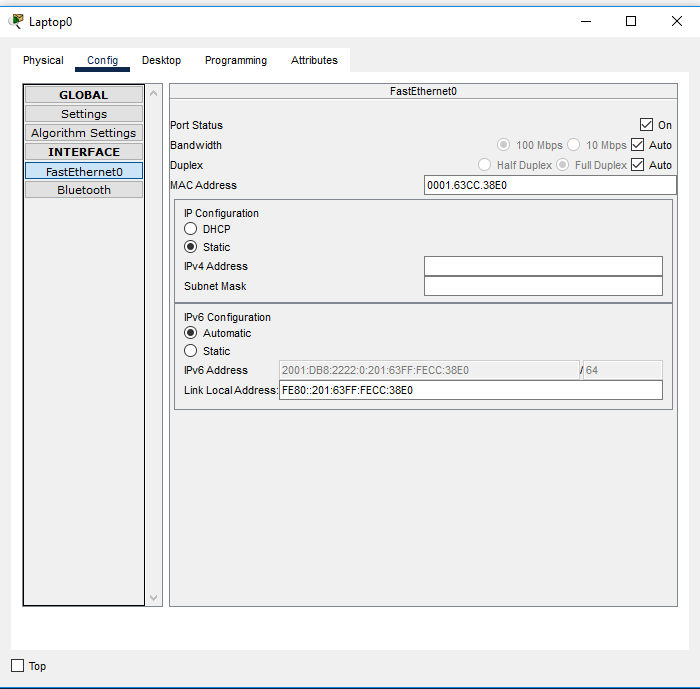 Laptop0
Physical Config Desktop Programming Attributes
GLOBAL
Settings
Algorithm Settings
INTERFACE
FastEthernet0
Bluetooth
FastEthernet0
Port Status On
Bandwidth 100 Mbps 10 Mbps Auto
Duplex Half Duplex Full Duplex Auto
MAC Address 0001.63CC.38E0
IP Configuration
DHCP
Static
IPv4 Address
Subnet Mask
IPv6 Configuration
Automatic
Static
IPv6 Address 2001:DB8:2222:0:201:63FF:FECC:38E0 / 64
Link Local Address: FE80::201:63FF:FECC:38E0
Top